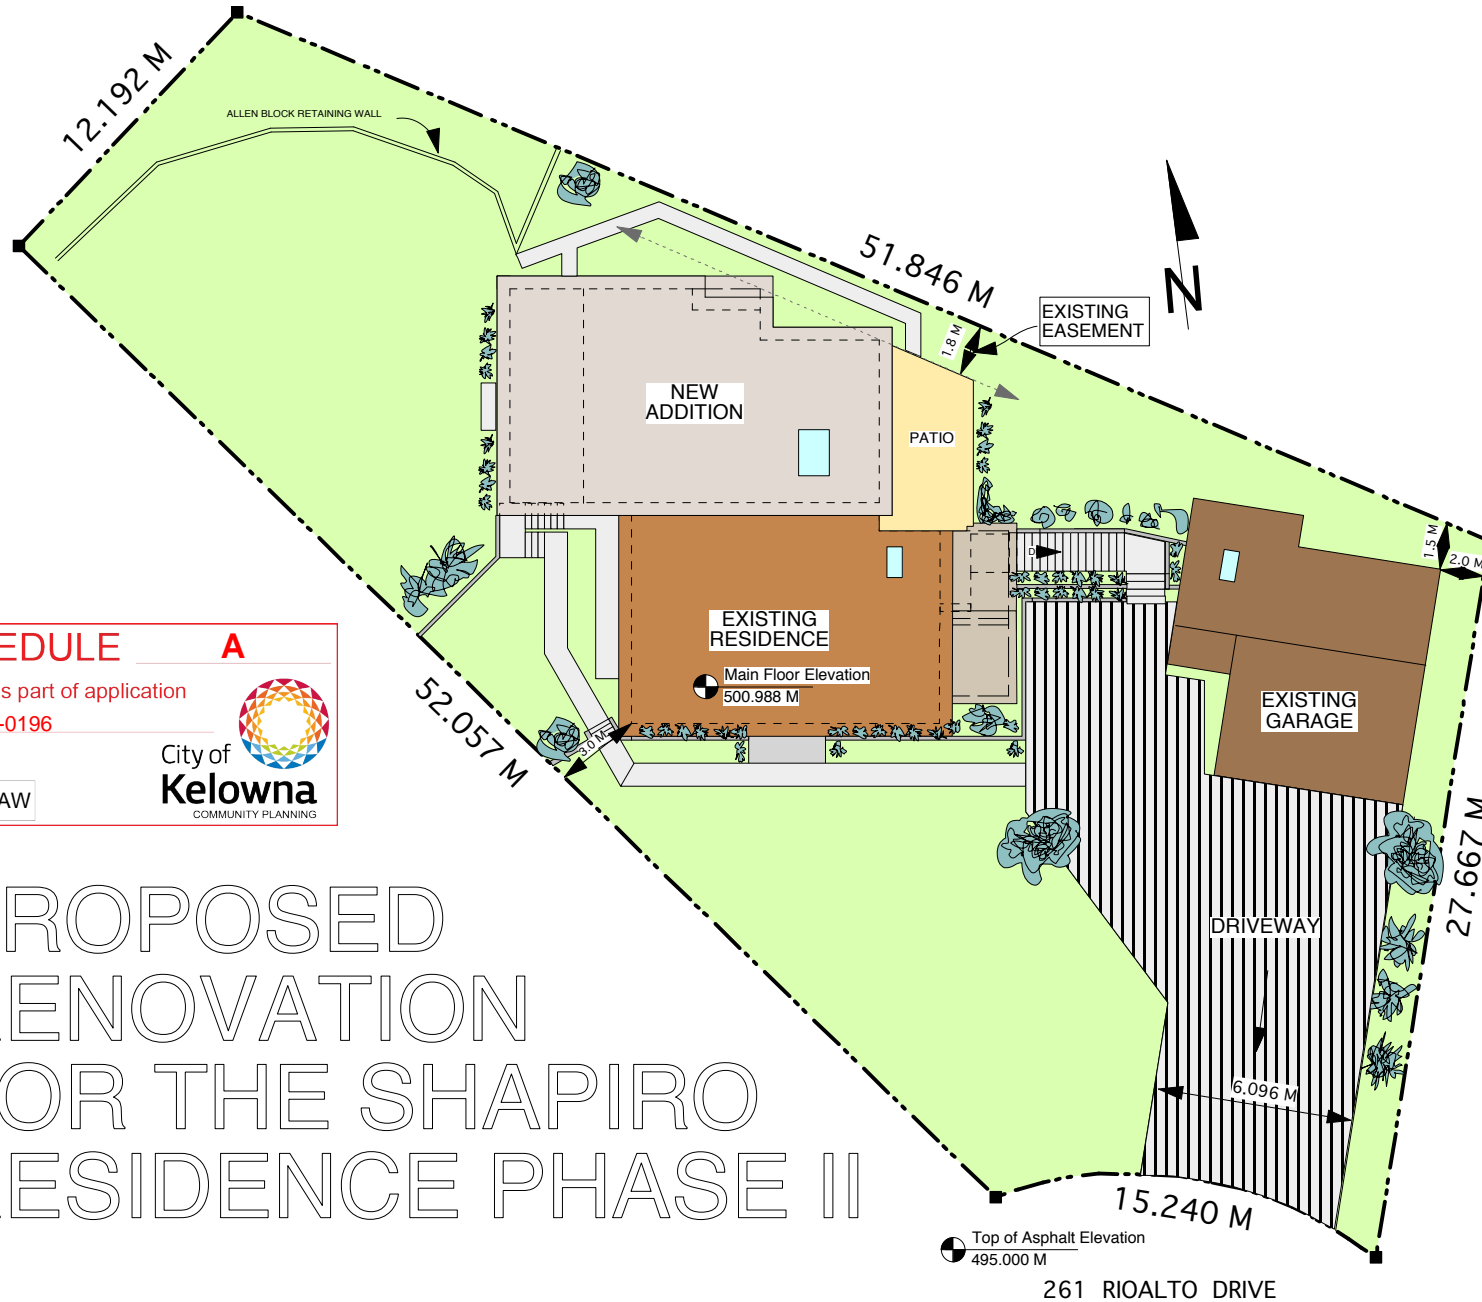 12.192 M
ALLEN BLOCK RETAINING WALL
51.846 M
N
EXISTING
EASEMENT
1.8 M
NEW
ADDITION
PATIO
1.5 M
2.0 M
D
EXISTING
RESIDENCE
Main Floor Elevation
500.988 M
EXISTING
GARAGE
EDULE A
s part of application
-0196
City of
Kelowna
COMMUNITY PLANNING
AW
52.057 M
3.0 M
27.667 M
DRIVEWAY
6.096 M
ROPOSED
ENOVATION
OR THE SHAPIRO
ESIDENCE PHASE II
15.240 M
Top of Asphalt Elevation
495.000 M
261 RIOALTO DRIVE